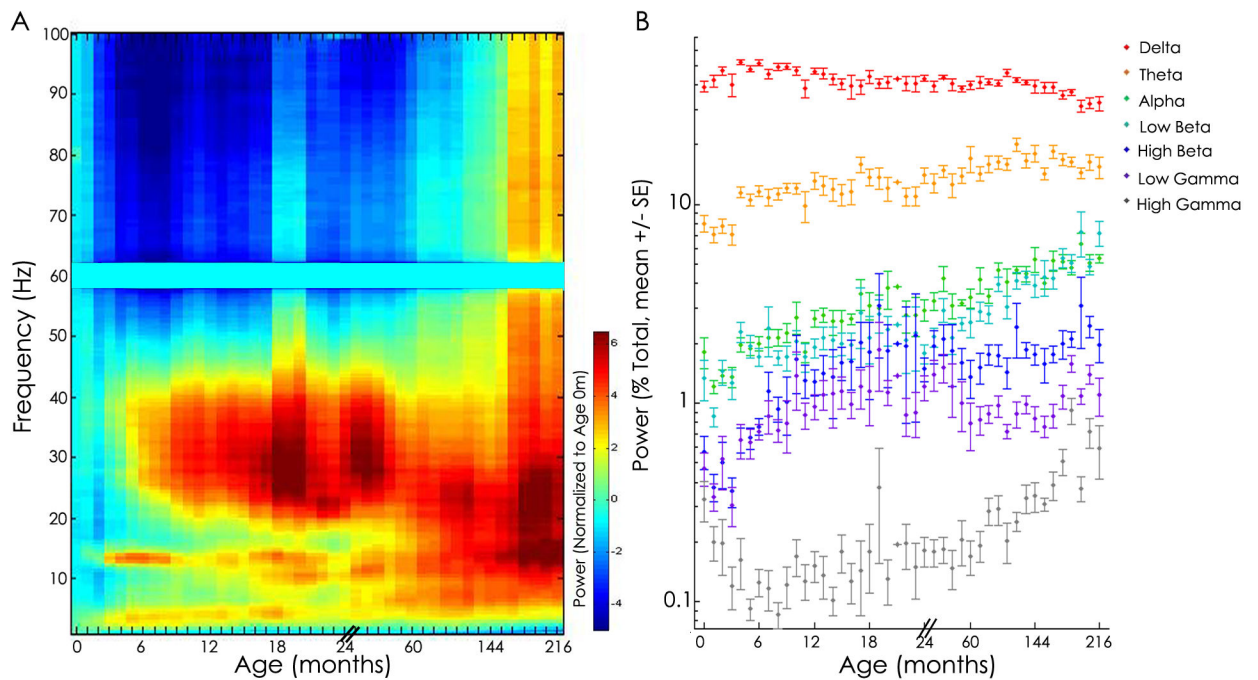 A
Frequency (Hz)
100
90
80
70
60
50
40
30
20
10
0 6 12 18 24 60 144 216
Age (months)
Power (Normalized to Age 0m)
6
4
2
0
-2
-4
B
Power (% Total, mean +/- SE)
10
1
0.1
0 6 12 18 24 60 144 216
Age (months)
Delta
Theta
Alpha
Low Beta
High Beta
Low Gamma
High Gamma